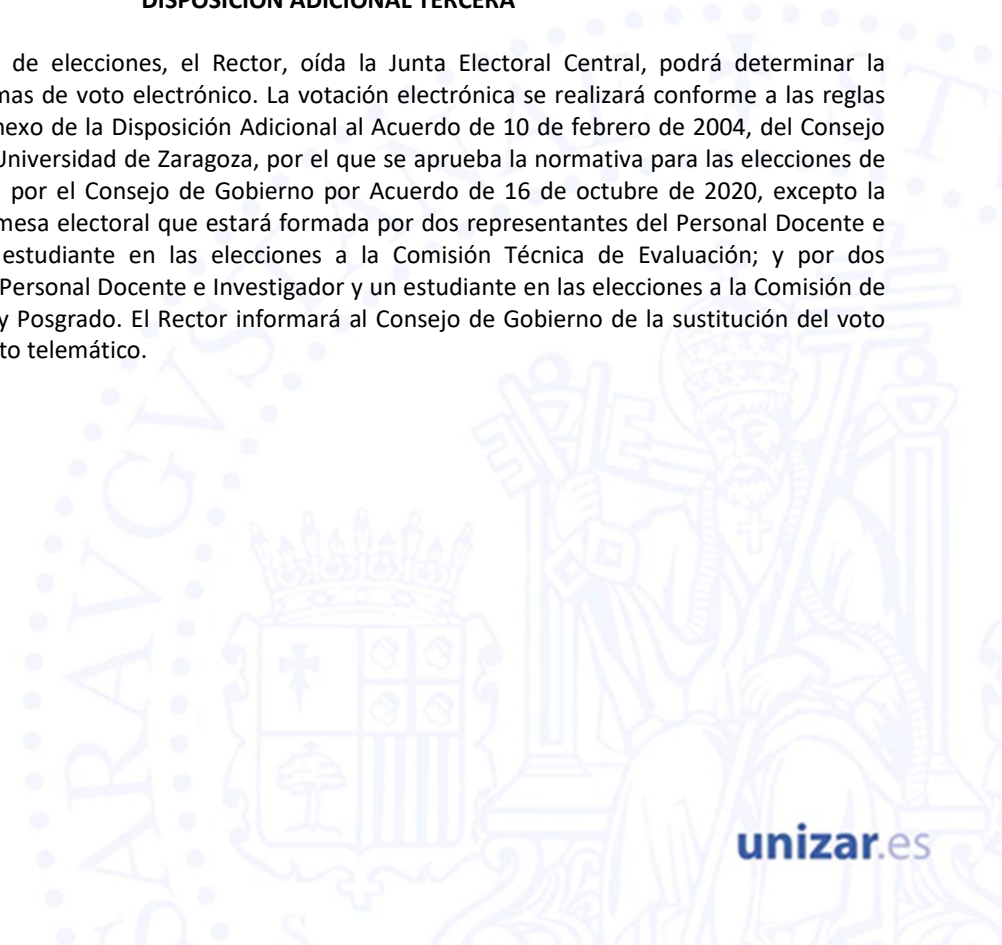 DISPOSICIÓN ADICIONAL TERCERA
de elecciones, el Rector, oída la Junta Electoral Central, podrá determinar la
mas de voto electrónico. La votación electrónica se realizará conforme a las reglas
nexo de la Disposición Adicional al Acuerdo de 10 de febrero de 2004, del Consejo
Universidad de Zaragoza, por el que se aprueba la normativa para las elecciones de
por el Consejo de Gobierno por Acuerdo de 16 de octubre de 2020, excepto la
mesa electoral que estará formada por dos representantes del Personal Docente e
estudiante en las elecciones a la Comisión Técnica de Evaluación; y por dos
Personal Docente e Investigador y un estudiante en las elecciones a la Comisión de
y Posgrado. El Rector informará al Consejo de Gobierno de la sustitución del voto
to telemático.
unizar.es